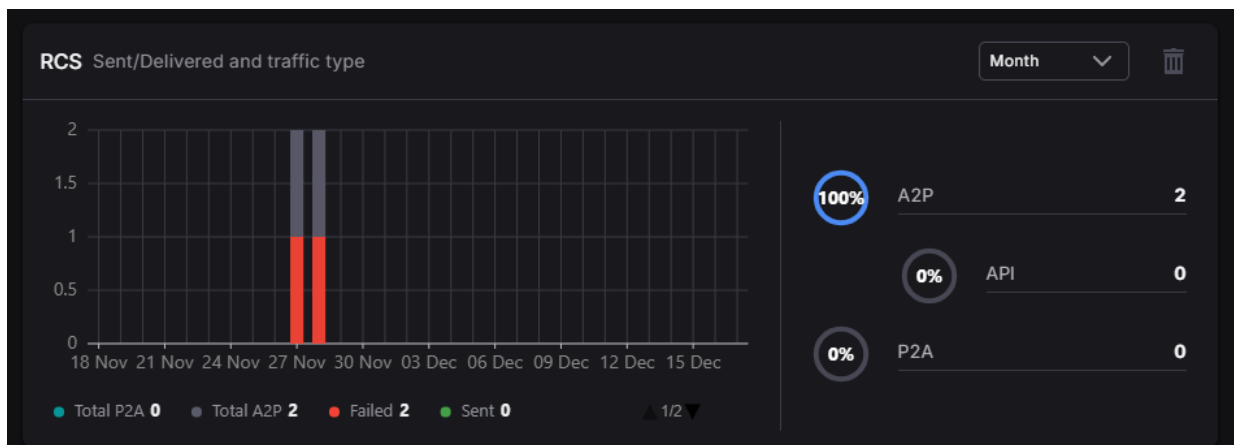 RCS Sent/Delivered and traffic type
Month
2
1.5
1
0.5
0
18 Nov 21 Nov 24 Nov 27 Nov 30 Nov 03 Dec 06 Dec 09 Dec 12 Dec 15 Dec
Total P2A 0 Total A2P 2 Failed 2 Sent 0 1/2
100% A2P 2
0% API 0
0% P2A 0